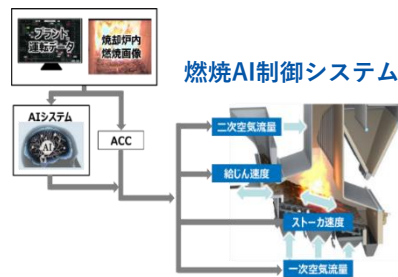 プラント
運転データ
焼却炉内
燃焼画像
燃焼AI制御システム
AIシステム
AI
ACC
二次空気流量
給じん速度
ストーカ速度
一次空気流量